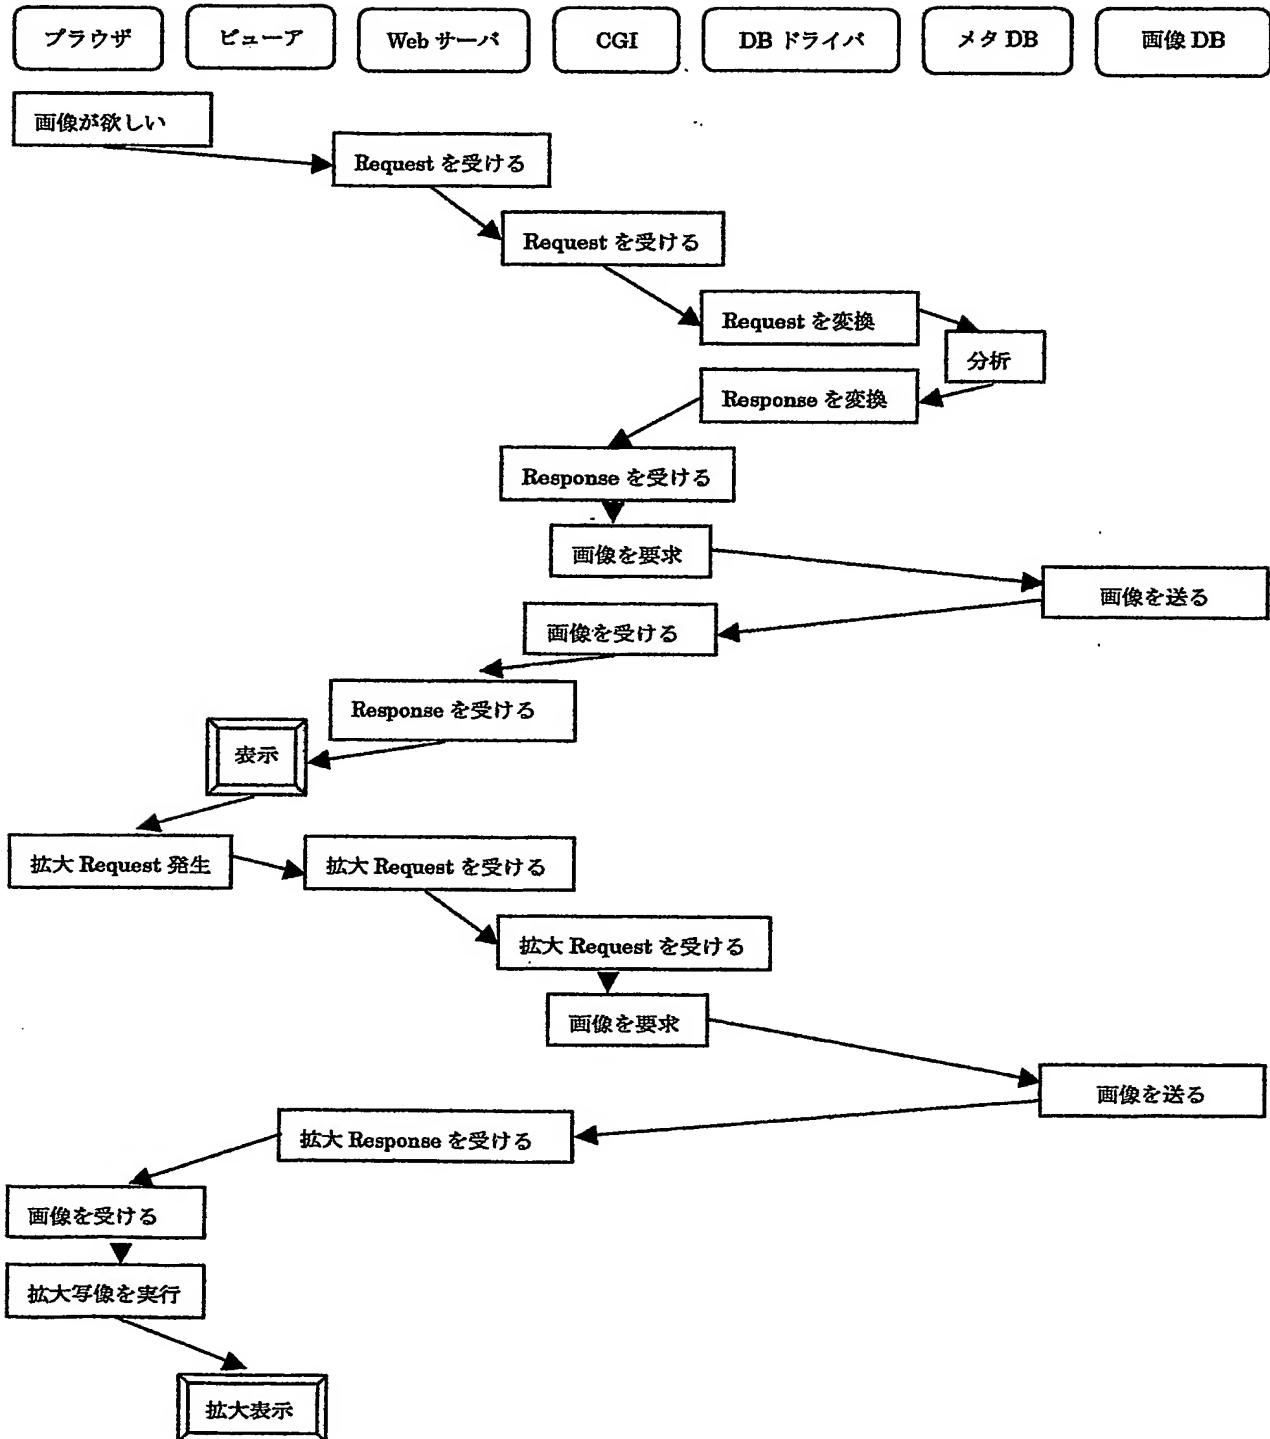 ブラウザ
ビューア
Web サーバ
CGI
DB ドライバ
メタ DB
画像 DB
画像が欲しい
Request を受ける
Request を受ける
Request を変換
分析
Response を変換
Response を受ける
画像を要求
画像を送る
画像を受ける
Response を受ける
表示
拡大 Request 発生
拡大 Request を受ける
拡大 Request を受ける
画像を要求
画像を送る
拡大 Response を受ける
画像を受ける
拡大写像を実行
拡大表示